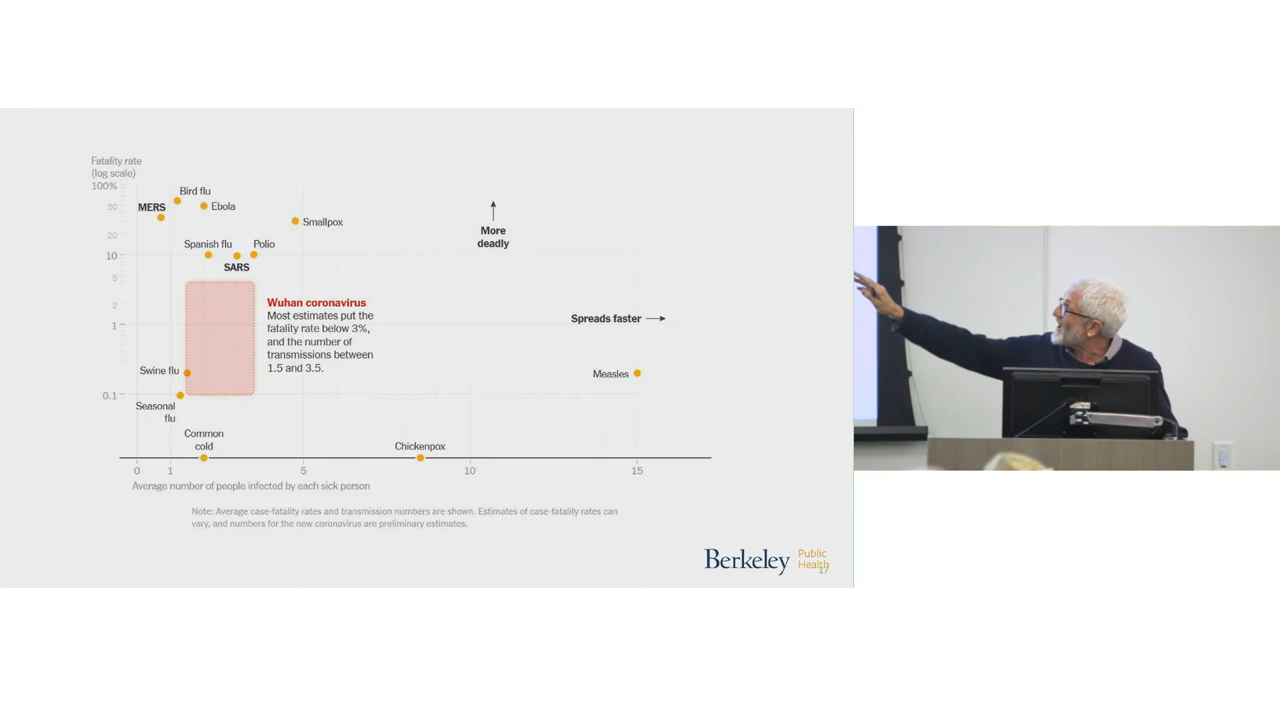 Fatality rate
(log scale)
100%
50
20
10
5
2
1
0.1
Bird flu
MERS
Ebola
Smallpox
Spanish flu
Polio
SARS
More
deadly
Wuhan coronavirus
Most estimates put the
fatality rate below 3%,
and the number of
transmissions between
1.5 and 3.5.
Spreads faster
Swine flu
Measles
Seasonal
flu
Common
cold
Chickenpox
0 1 5 10 15
Average number of people infected by each sick person
Note: Average case-fatality rates and transmission numbers are shown. Estimates of case-fatality rates can
vary, and numbers for the new coronavirus are preliminary estimates.
Berkeley Public
Health
17